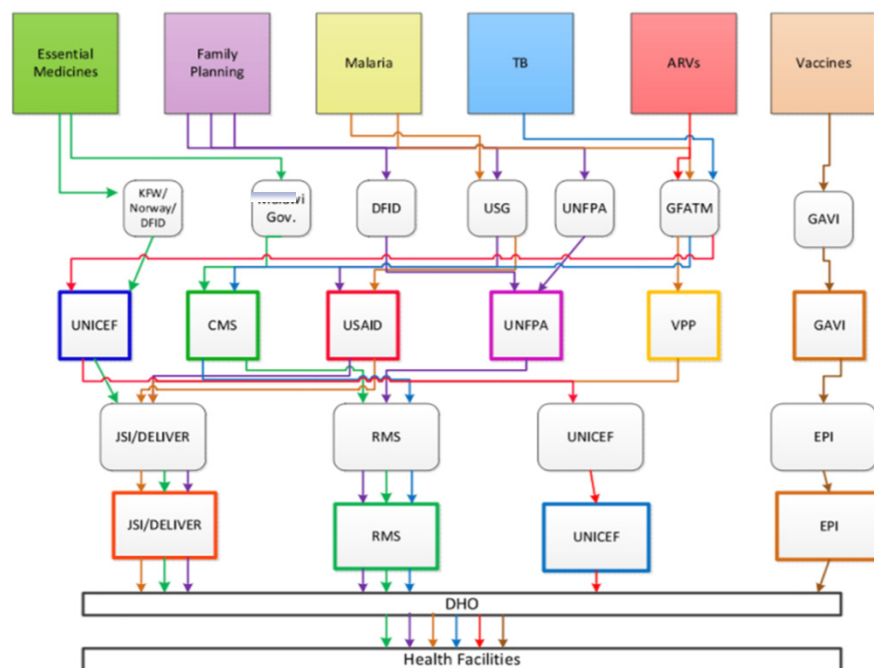 Essential
Medicines
Family
Planning
Malaria
TB
ARVs
Vaccines
KFW/
Norway/
DFID
Gov.
DFID
USG
UNFPA
GFATM
GAVI
UNICEF
CMS
USAID
UNFPA
VPP
GAVI
JSI/DELIVER
RMS
UNICEF
EPI
JSI/DELIVER
RMS
UNICEF
EPI
DHO
Health Facilities